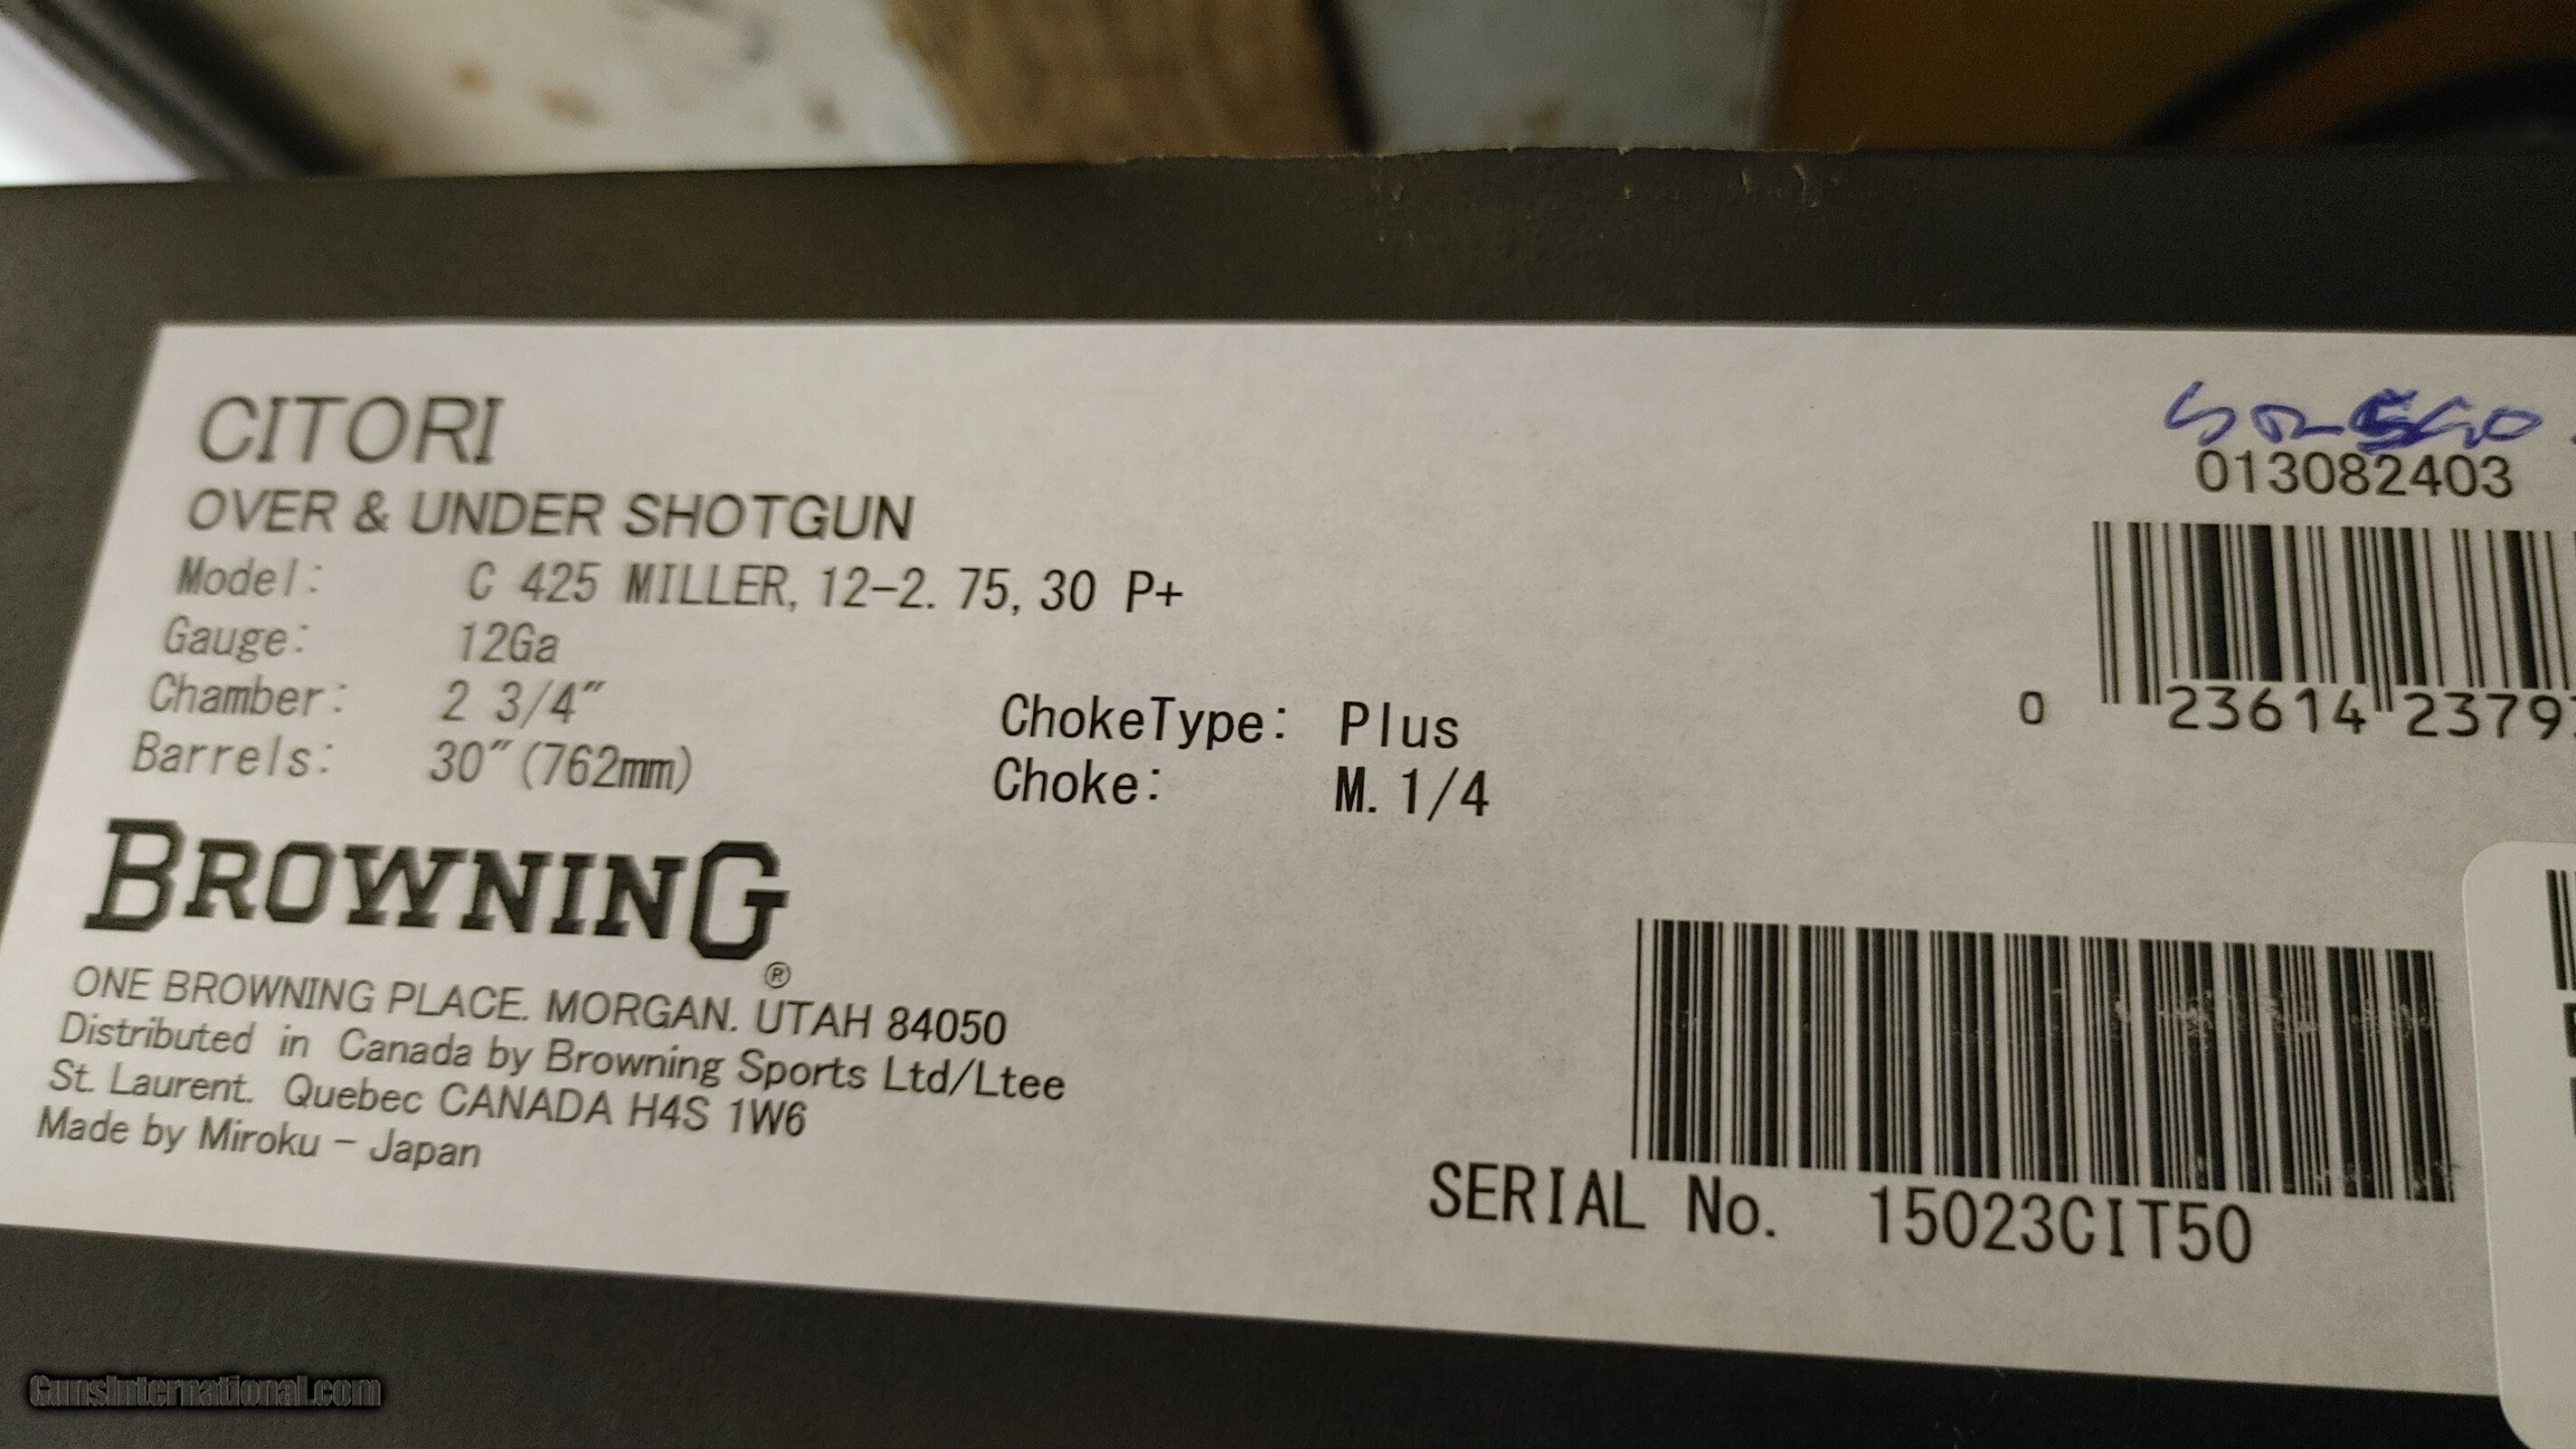 CITORI
OVER & UNDER SHOTGUN
Model: C 425 MILLER, 12-2. 75, 30 P+
Gauge: 12Ga
Chamber: 2 3/4"
Barrels: 30"(762mm)
ChokeType: Plus
Choke: M. 1/4
BROWNING®
ONE BROWNING PLACE. MORGAN. UTAH 84050
Distributed in Canada by Browning Sports Ltd/Ltee
St. Laurent. Quebec CANADA H4S 1W6
Made by Miroku - Japan
013082403
0 23614 2379
SERIAL No. 15023CIT50
GunsInternational.com